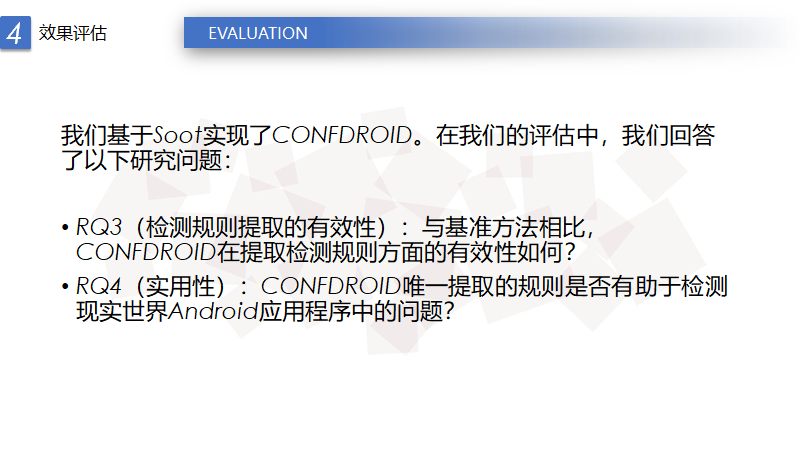 4 效果评估 EVALUATION
我们基于Soot实现了CONFDROID。在我们的评估中，我们回答
了以下研究问题：
• RQ3（检测规则提取的有效性）：与基准方法相比，
CONFDROID在提取检测规则方面的有效性如何？
• RQ4（实用性）：CONFDROID唯一提取的规则是否有助于检测
现实世界Android应用程序中的问题？